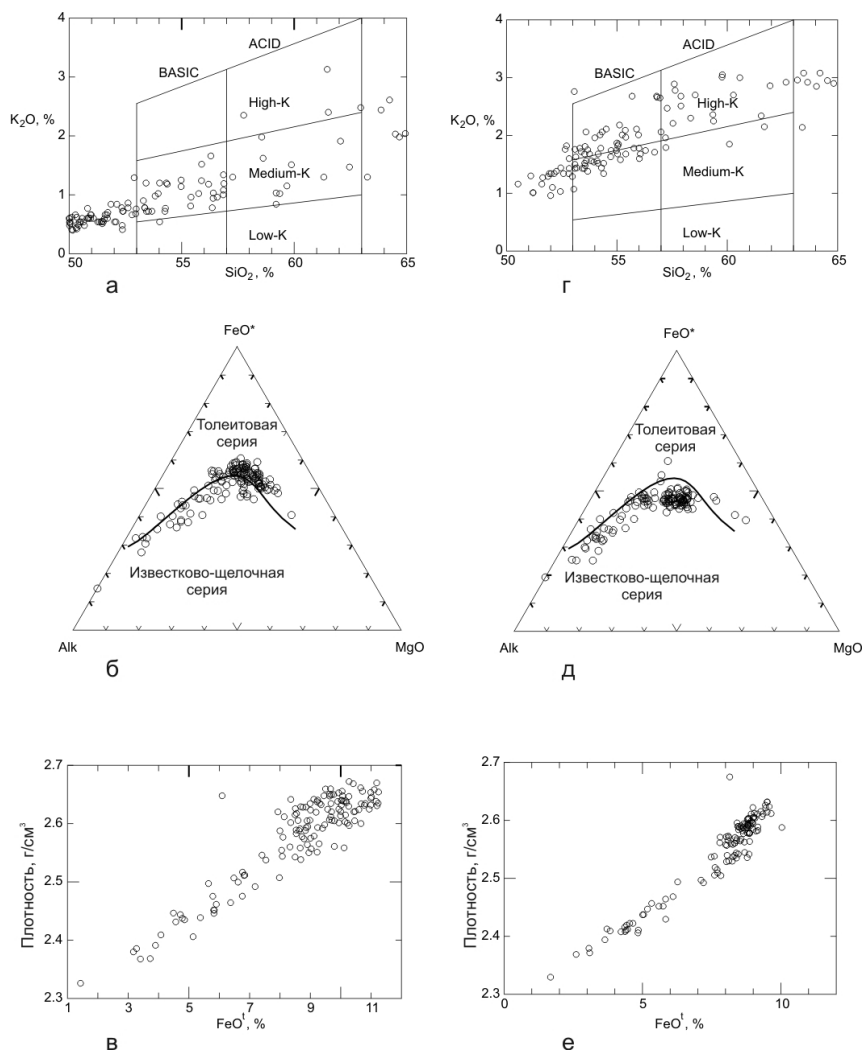 4
ACID
BASIC
3
High-K
K₂O, %
2
Medium-K
1
Low-K
0
50
55
60
65
SiO₂, %
а
4
ACID
BASIC
3
High-K
K₂O, %
2
Medium-K
1
Low-K
0
50
55
60
65
SiO₂, %
г
FeO*
Толеитовая
серия
Известково-щелочная
серия
Alk
MgO
б
FeO*
Толеитовая
серия
Известково-щелочная
серия
Alk
MgO
д
2.7
2.6
Плотность, г/см³
2.5
2.4
2.3
1
3
5
7
9
11
FeOᵗ, %
в
2.7
2.6
Плотность, г/см³
2.5
2.4
2.3
0
5
10
FeOᵗ, %
е